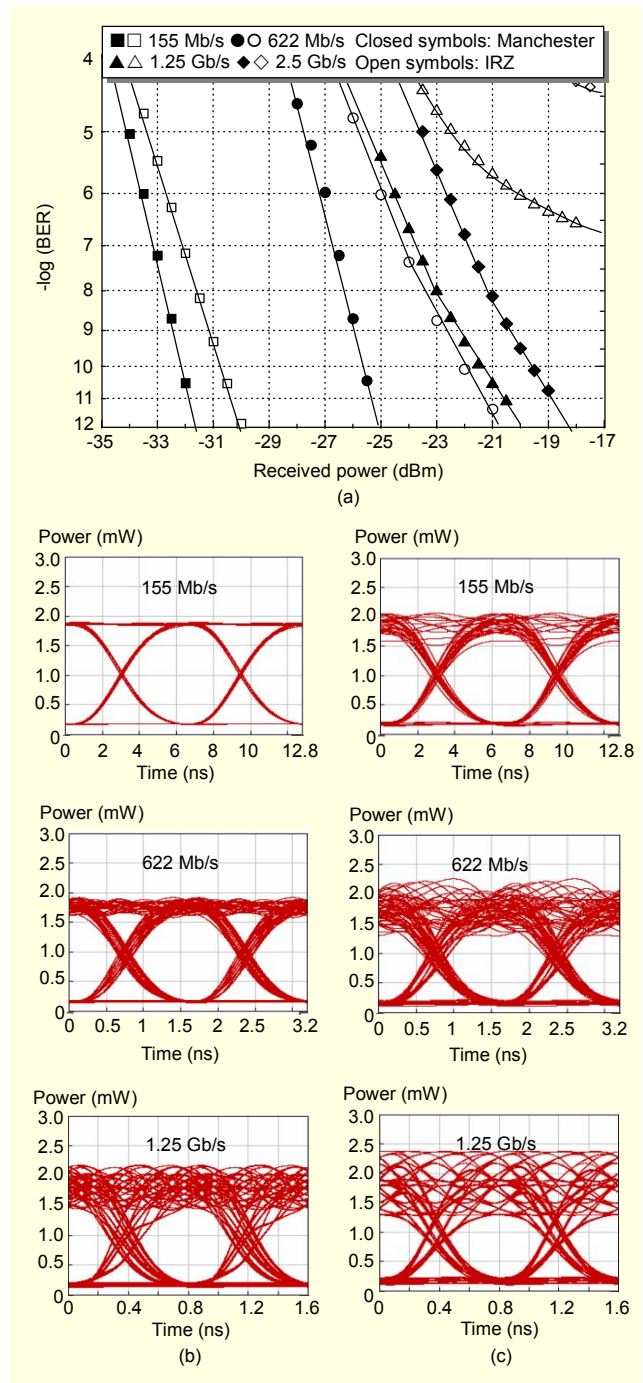 ■ □ 155 Mb/s ● ○ 622 Mb/s Closed symbols: Manchester
▲ △ 1.25 Gb/s ◆ ◇ 2.5 Gb/s Open symbols: IRZ
4
5
6
7
8
9
10
11
12
-log (BER)
-35 -33 -31 -29 -27 -25 -23 -21 -19 -17
Received power (dBm)
(a)
Power (mW)
3.0
2.5
2.0
1.5
1.0
0.5
0
155 Mb/s
0 2 4 6 8 10 12.8
Time (ns)
Power (mW)
3.0
2.5
2.0
1.5
1.0
0.5
0
155 Mb/s
0 2 4 6 8 10 12.8
Time (ns)
Power (mW)
3.0
2.5
2.0
1.5
1.0
0.5
0
622 Mb/s
0 0.5 1 1.5 2 2.5 3.2
Time (ns)
Power (mW)
3.0
2.5
2.0
1.5
1.0
0.5
0
622 Mb/s
0 0.5 1 1.5 2 2.5 3.2
Time (ns)
Power (mW)
3.0
2.5
2.0
1.5
1.0
0.5
0
1.25 Gb/s
0 0.4 0.8 1.2 1.6
Time (ns)
(b)
Power (mW)
3.0
2.5
2.0
1.5
1.0
0.5
0
1.25 Gb/s
0 0.4 0.8 1.2 1.6
Time (ns)
(c)